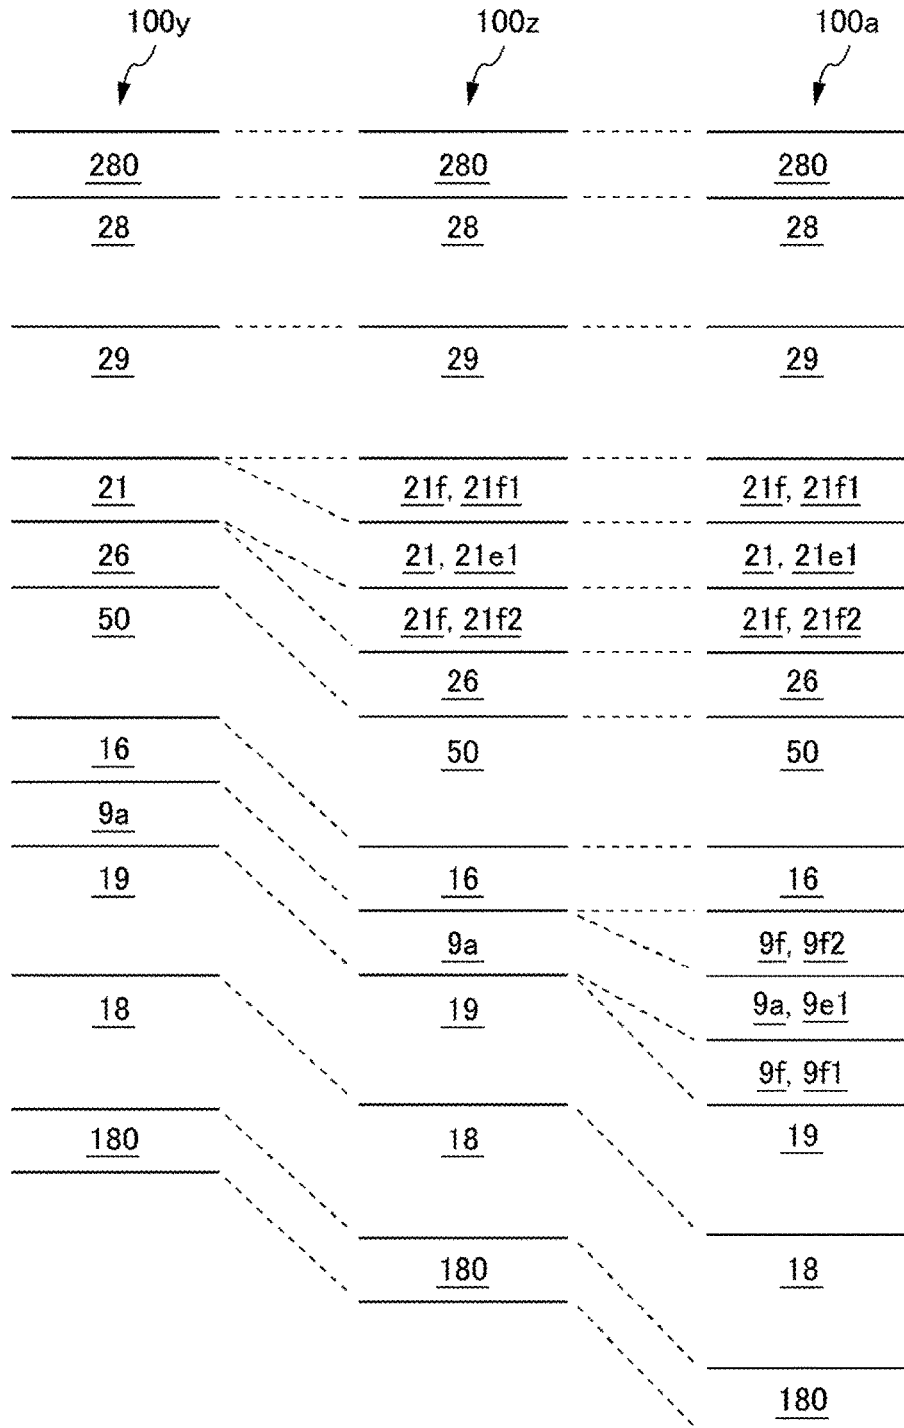 100y 100z 100a
280 280 280
28 28 28
29 29 29
21 21f, 21f1 21f, 21f1
26 21, 21e1 21, 21e1
50 21f, 21f2 21f, 21f2
26 26
16 50 50
9a
19 16 16
9a 9f, 9f2
18 19 9a, 9e1
9f, 9f1
180 18 19
180 18
180